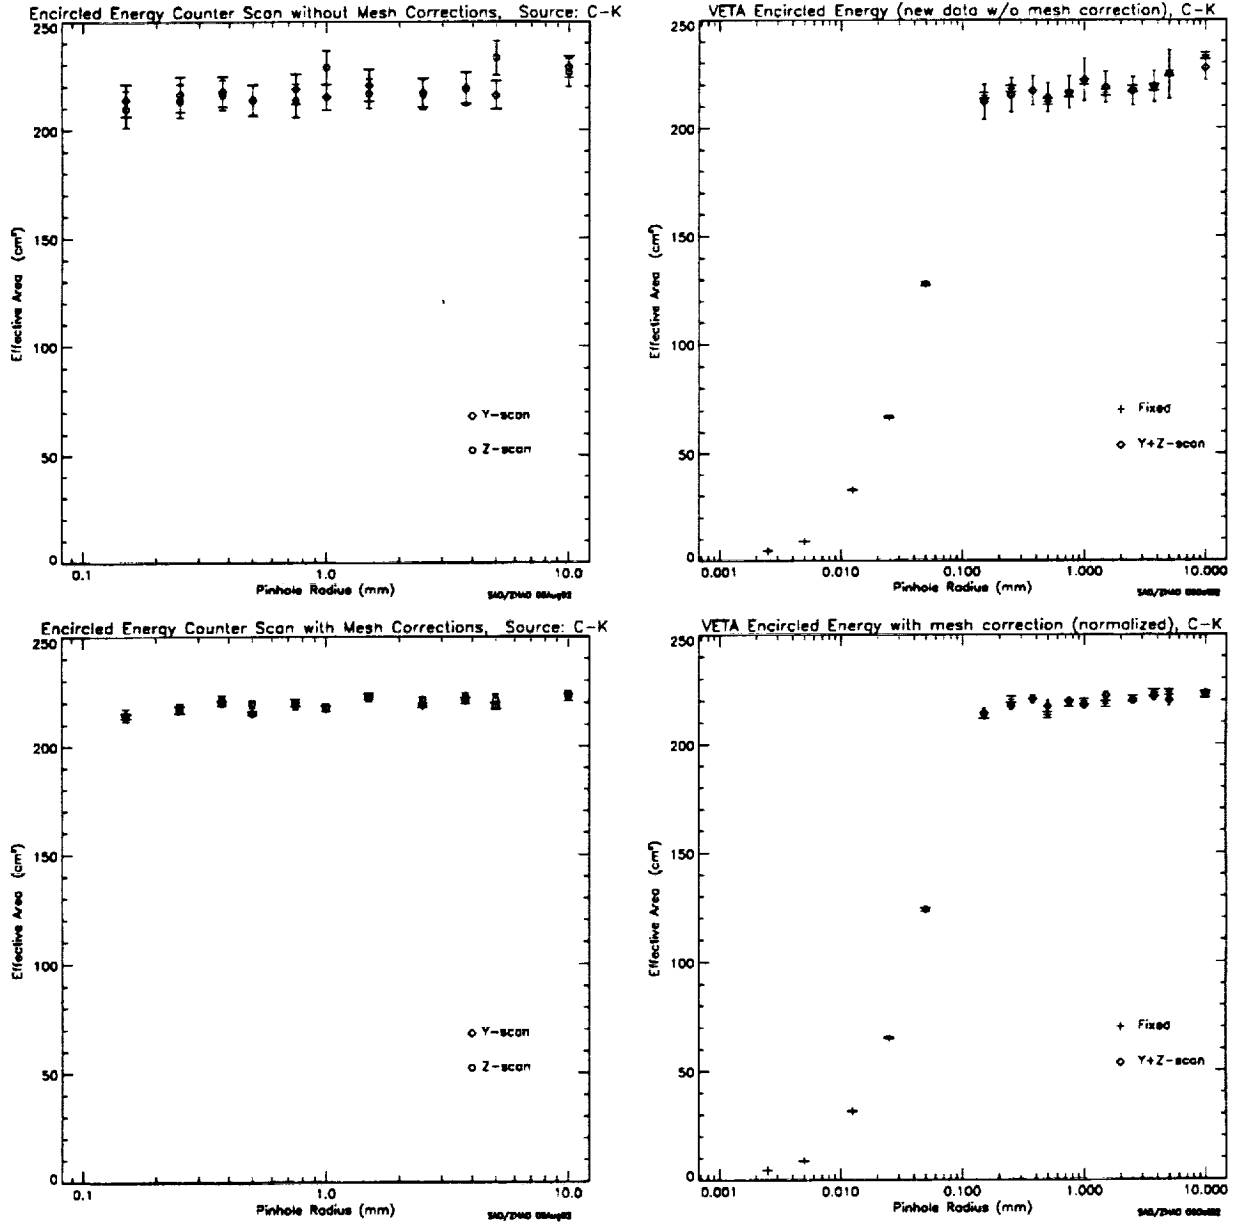 Encircled Energy Counter Scan without Mesh Corrections, Source: C-K
250
200
150
100
50
0
Effective Area (cm²)
Y-scan
Z-scan
0.1 1.0 10.0
Pinhole Radius (mm)
VETA Encircled Energy (new data w/o mesh correction), C-K
250
200
150
100
50
0
Effective Area (cm²)
Fixed
Y+Z-scan
0.001 0.010 0.100 1.000 10.000
Pinhole Radius (mm)
SAO/ZHAO
Encircled Energy Counter Scan with Mesh Corrections, Source: C-K
250
200
150
100
50
0
Effective Area (cm²)
Y-scan
Z-scan
0.1 1.0 10.0
Pinhole Radius (mm)
SAO/ZHAO
VETA Encircled Energy with mesh correction (normalized), C-K
250
200
150
100
50
0
Effective Area (cm²)
Fixed
Y+Z-scan
0.001 0.010 0.100 1.000 10.000
Pinhole Radius (mm)
SAO/ZHAO